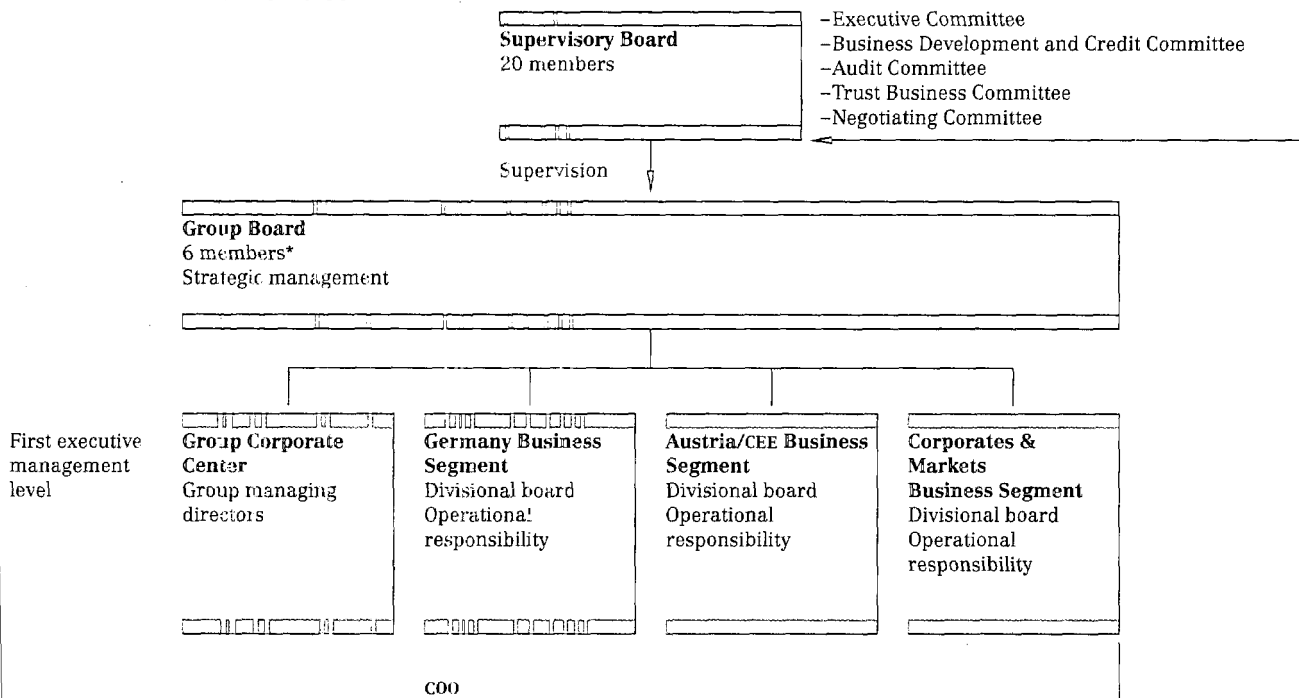 Supervisory Board
20 members
–Executive Committee
–Business Development and Credit Committee
–Audit Committee
–Trust Business Committee
–Negotiating Committee
Supervision
Group Board
6 members*
Strategic management
First executive
management
level
Group Corporate
Center
Group managing
directors
Germany Business
Segment
Divisional board
Operational
responsibility
Austria/CEE Business
Segment
Divisional board
Operational
responsibility
Corporates &
Markets
Business Segment
Divisional board
Operational
responsibility
COO